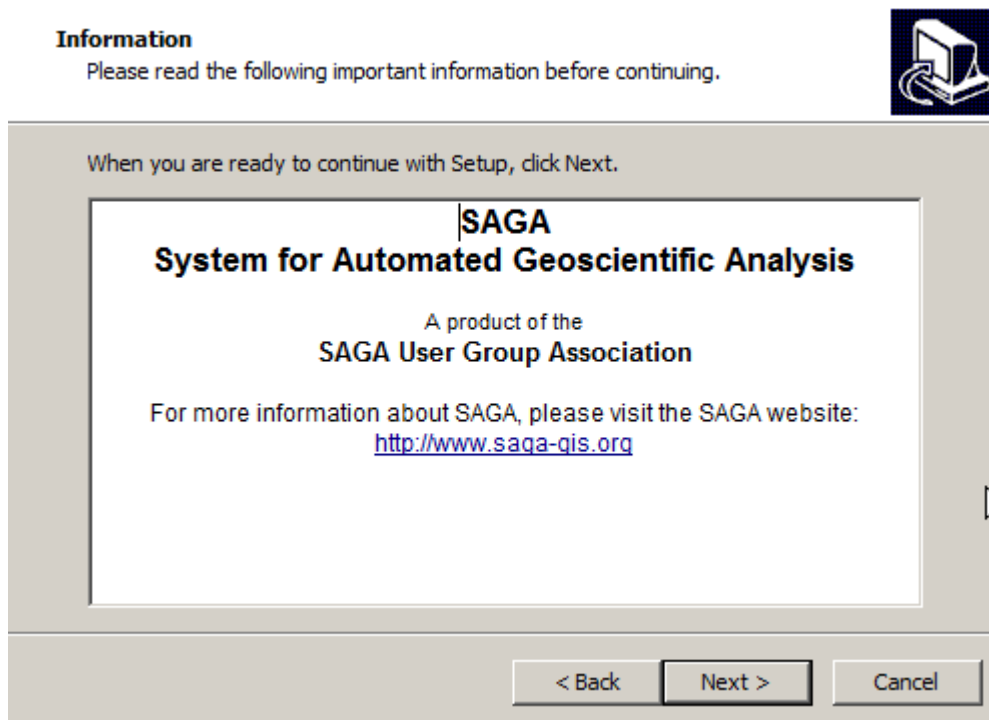 Information
Please read the following important information before continuing.
When you are ready to continue with Setup, click Next.
SAGA
System for Automated Geoscientific Analysis
A product of the
SAGA User Group Association
For more information about SAGA, please visit the SAGA website:
http://www.saga-gis.org
< Back
Next >
Cancel